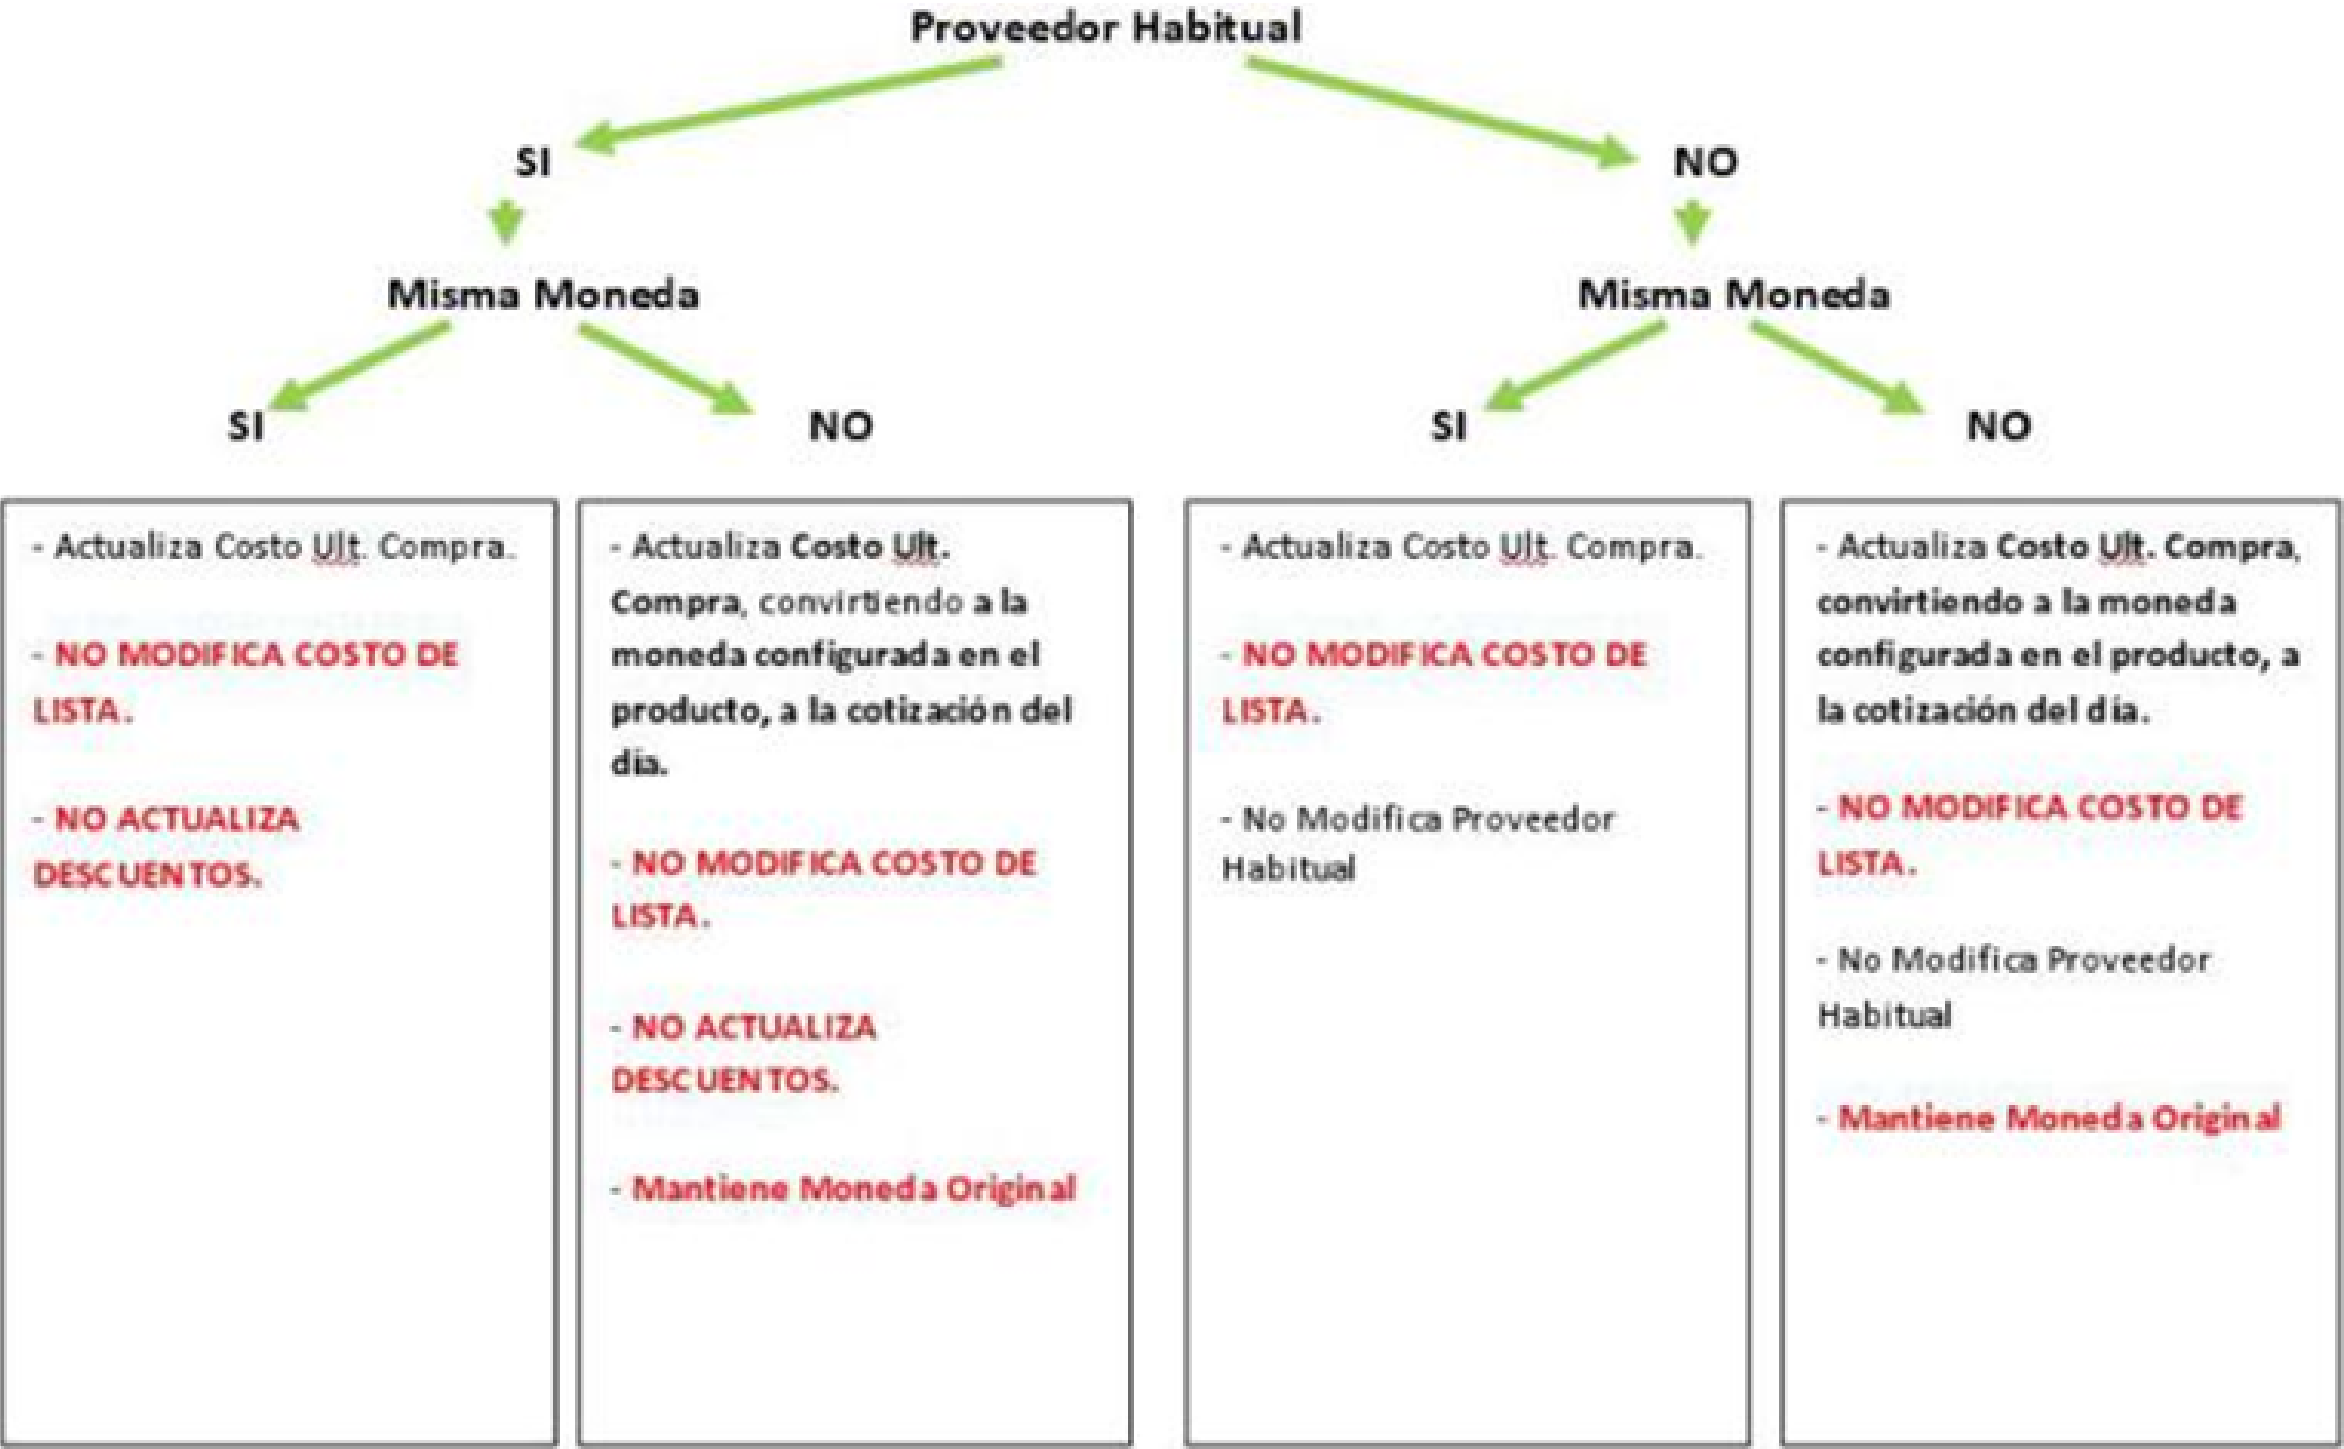 Proveedor Habitual
SI
NO
Misma Moneda
Misma Moneda
SI
NO
SI
NO
- Actualiza Costo Ult. Compra.
- NO MODIFICA COSTO DE
LISTA.
- NO ACTUALIZA
DESCUENTOS.
- Actualiza Costo Ult.
Compra, convirtiendo a la
moneda configurada en el
producto, a la cotización del
día.
- NO MODIFICA COSTO DE
LISTA.
- NO ACTUALIZA
DESCUENTOS.
- Mantiene Moneda Original
- Actualiza Costo Ult. Compra.
- NO MODIFICA COSTO DE
LISTA.
- No Modifica Proveedor
Habitual
- Actualiza Costo Ult. Compra,
convirtiendo a la moneda
configurada en el producto, a
la cotización del día.
- NO MODIFICA COSTO DE
LISTA.
- No Modifica Proveedor
Habitual
- Mantiene Moneda Original